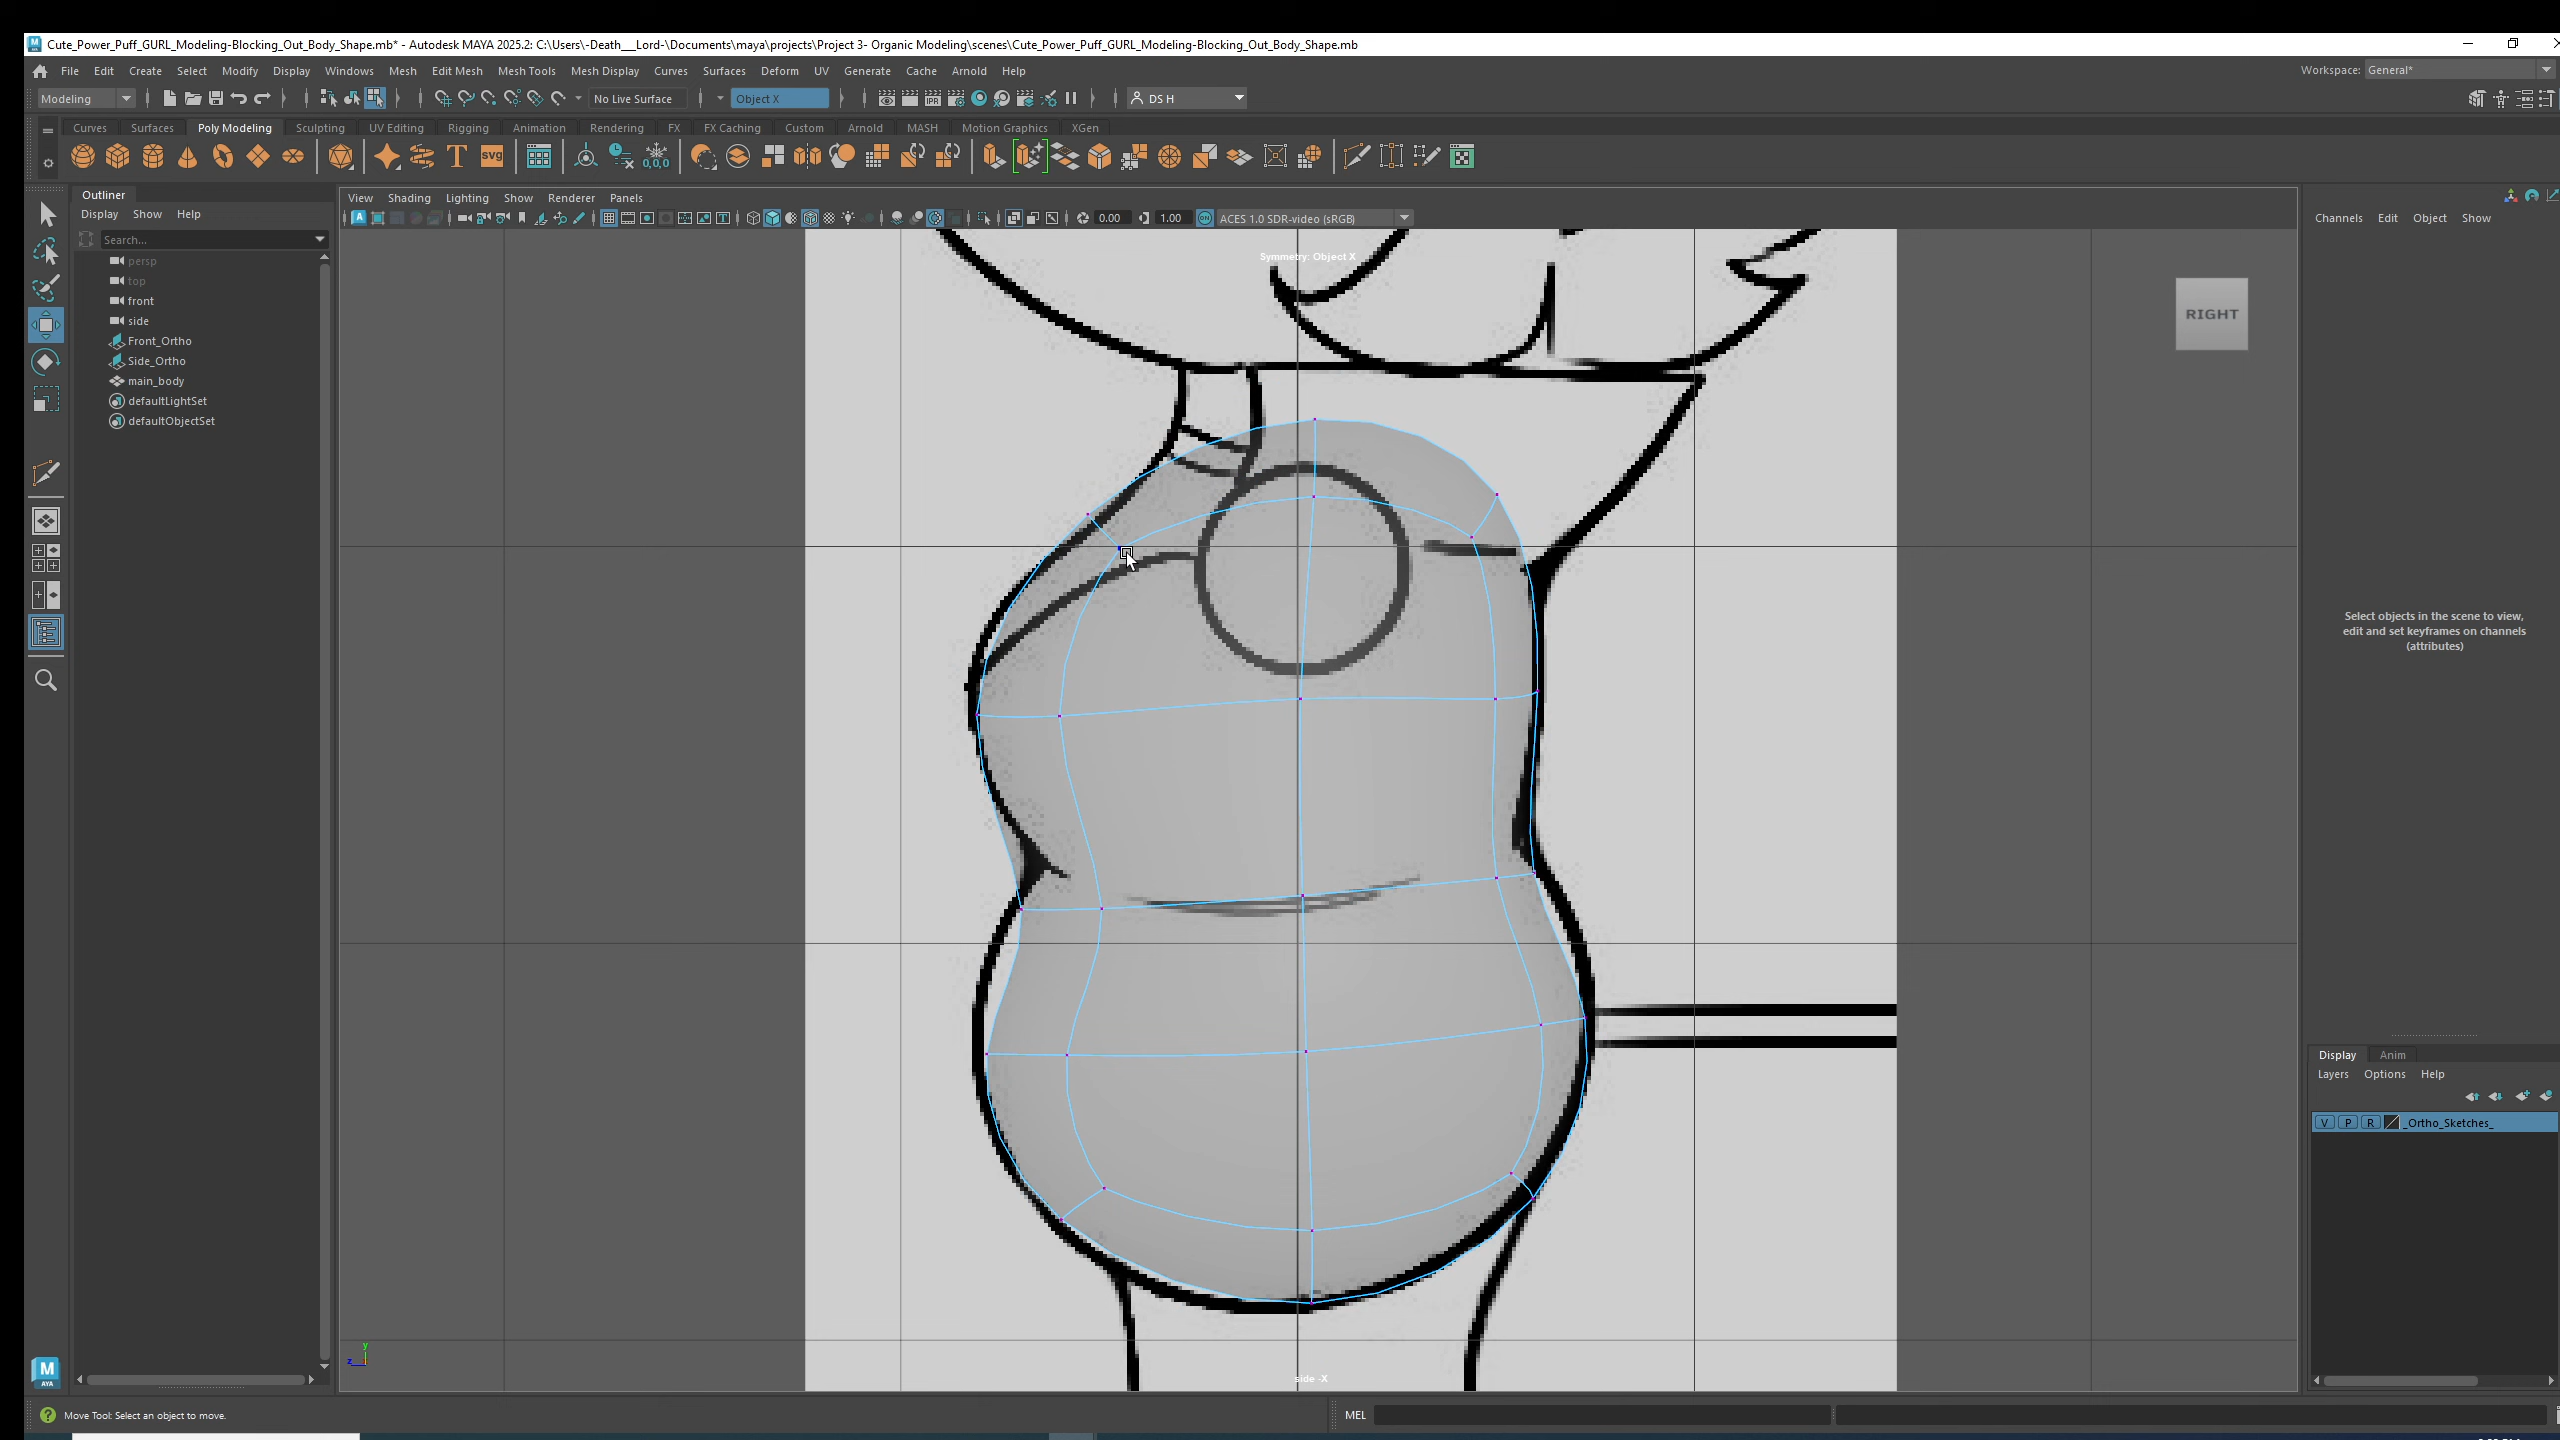 Cute_Power_Puff_GURL_Modeling-Blocking_Out_Body_Shape.mb* - Autodesk MAYA 2025.2: C:\Users\-Death__Lord-\Documents\maya\projects\Project 3- Organic Modeling\scenes\Cute_Power_Puff_GURL_Modeling-Blocking_Out_Body_Shape.mb
File Edit Create Select Modify Display Windows Mesh Edit Mesh Mesh Tools Mesh Display Curves Surfaces Deform UV Generate Cache Arnold Help
Workspace: General*
Modeling
No Live Surface
Object X
IPR
DS H
Curves Surfaces Poly Modeling Sculpting UV Editing Rigging Animation Rendering FX FX Caching Custom Arnold MASH Motion Graphics XGen
T
SVG
0,0,0
Outliner
Display Show Help
Search...
persp
top
front
side
Front_Ortho
Side_Ortho
main_body
defaultLightSet
defaultObjectSet
View Shading Lighting Show Renderer Panels
0.00
1.00
ON
ACES 1.0 SDR-video (sRGB)
Symmetry: Object X
RIGHT
y
z
side -X
Channels Edit Object Show
Select objects in the scene to view,
edit and set keyframes on channels
(attributes)
Display Anim
Layers Options Help
V P R _Ortho_Sketches_
M
AYA
Move Tool: Select an object to move.
MEL